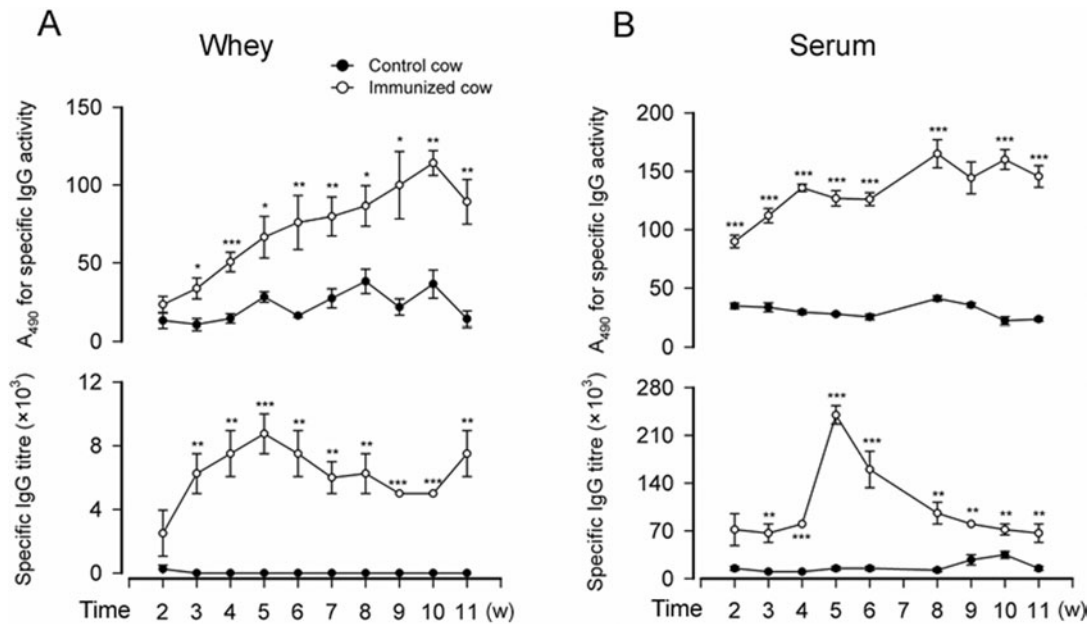 A
Whey
Control cow
Immunized cow
A490 for specific IgG activity
150
100
50
0
* *** * ** ** * * ** **
Specific IgG titre (×10³)
12
8
4
0
** ** *** ** ** ** *** *** **
Time 2 3 4 5 6 7 8 9 10 11 (w)
B
Serum
A490 for specific IgG activity
200
150
100
50
0
*** *** *** *** *** *** *** ***
Specific IgG titre (×10³)
280
210
140
70
0
** *** *** *** ** ** ** **
Time 2 3 4 5 6 7 8 9 10 11 (w)